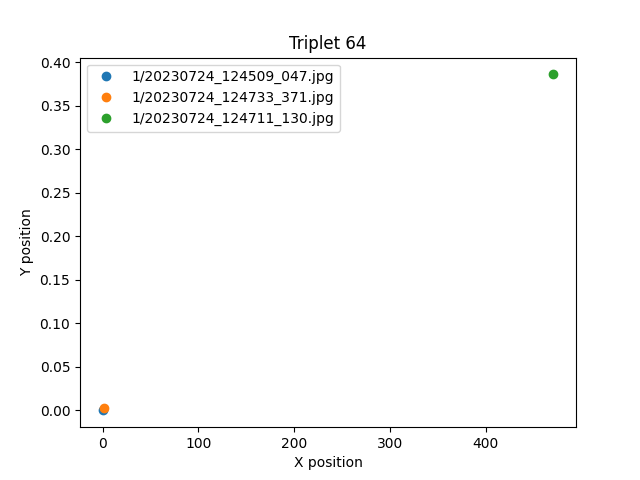 Triplet 64
1/20230724_124509_047.jpg
1/20230724_124733_371.jpg
1/20230724_124711_130.jpg
0.40
0.35
0.30
0.25
0.20
0.15
0.10
0.05
0.00
Y position
0 100 200 300 400
X position